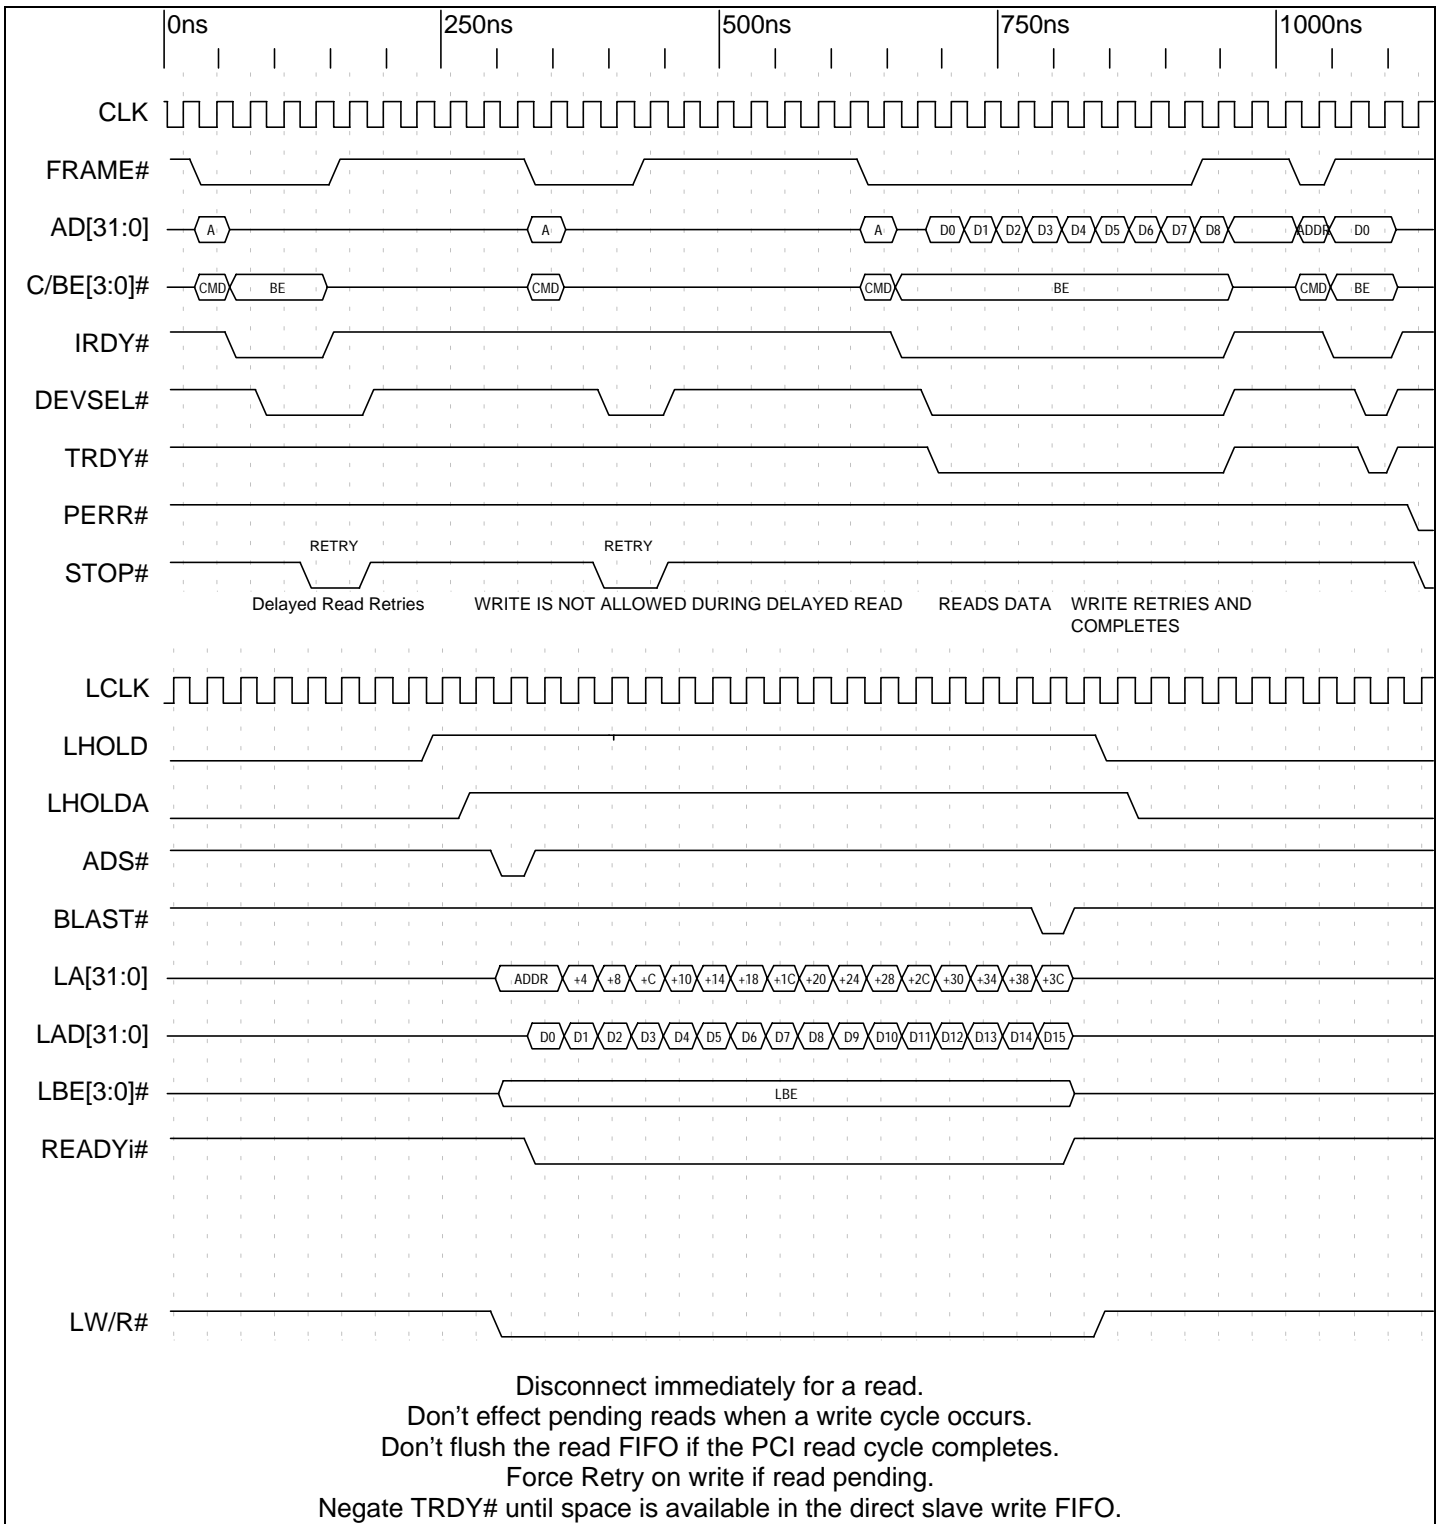 0ns 250ns 500ns 750ns 1000ns
CLK
FRAME#
AD[31:0] A A A D0 D1 D2 D3 D4 D5 D6 D7 D8 ADDR D0
C/BE[3:0]# CMD BE CMD CMD BE CMD BE
IRDY#
DEVSEL#
TRDY#
PERR#
RETRY RETRY
STOP#
Delayed Read Retries WRITE IS NOT ALLOWED DURING DELAYED READ READS DATA WRITE RETRIES AND
COMPLETES
LCLK
LHOLD
LHOLDA
ADS#
BLAST#
LA[31:0] ADDR +4 +8 +C +10 +14 +18 +1C +20 +24 +28 +2C +30 +34 +38 +3C
LAD[31:0] D0 D1 D2 D3 D4 D5 D6 D7 D8 D9 D10 D11 D12 D13 D14 D15
LBE[3:0]# LBE
READYi#
LW/R#
Disconnect immediately for a read.
Don't effect pending reads when a write cycle occurs.
Don't flush the read FIFO if the PCI read cycle completes.
Force Retry on write if read pending.
Negate TRDY# until space is available in the direct slave write FIFO.